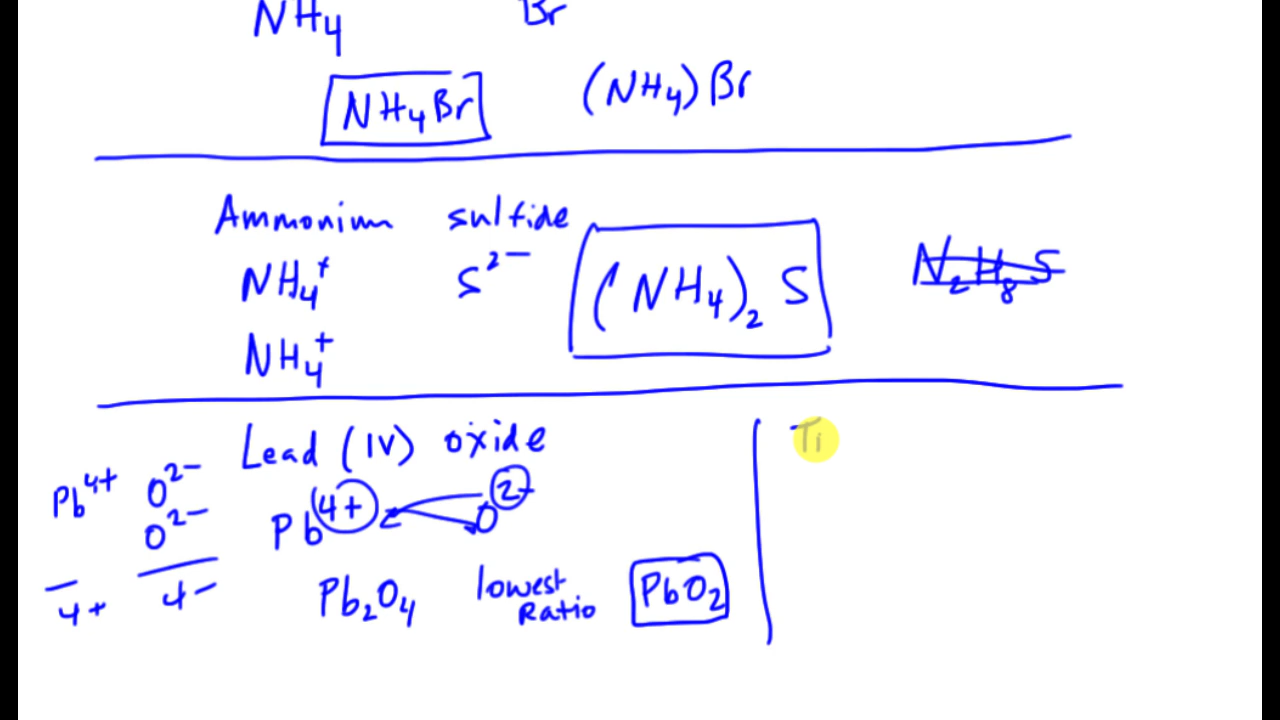 NH₄ Br
NH₄Br (NH₄)Br
Ammonium sulfide
NH₄⁺ S²⁻ (NH₄)₂ S N₂H₈S
NH₄⁺
Lead (IV) oxide Ti
Pb⁴⁺ O²⁻
O²⁻ Pb⁴⁺ O²⁻
4+ 4- Pb₂O₄ lowest Ratio PbO₂